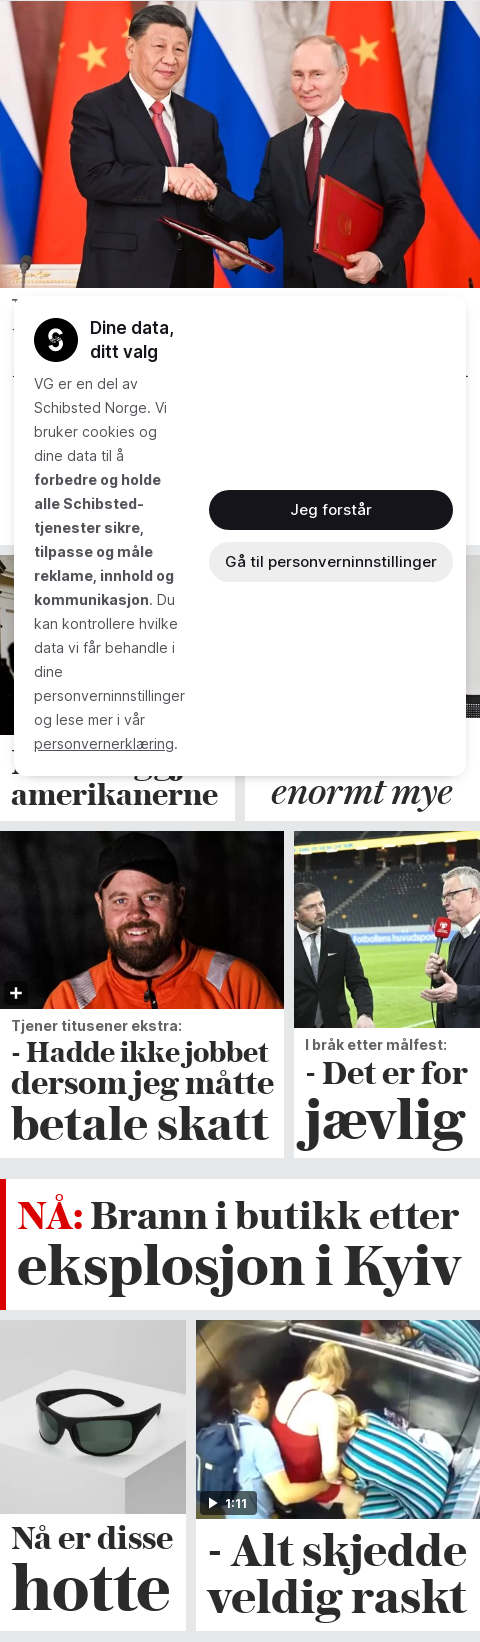 Dine data,
ditt valg
VG er en del av
Schibsted Norge. Vi
bruker cookies og
dine data til å
forbedre og holde
alle Schibsted-
tjenester sikre,
tilpasse og måle
reklame, innhold og
kommunikasjon. Du
kan kontrollere hvilke
data vi får behandle i
dine
personverninnstillinger
og lese mer i vår
personvernerklæring.
Jeg forstår
Gå til personverninnstillinger
amerikanerne
enormt mye
Tjener titusener ekstra:
- Hadde ikke jobbet
dersom jeg måtte
betale skatt
fotbollens huvudspo
I bråk etter målfest:
- Det er for
jævlig
NÅ: Brann i butikk etter
eksplosjon i Kyiv
Nå er disse
hotte
1:11
- Alt skjedde
veldig raskt